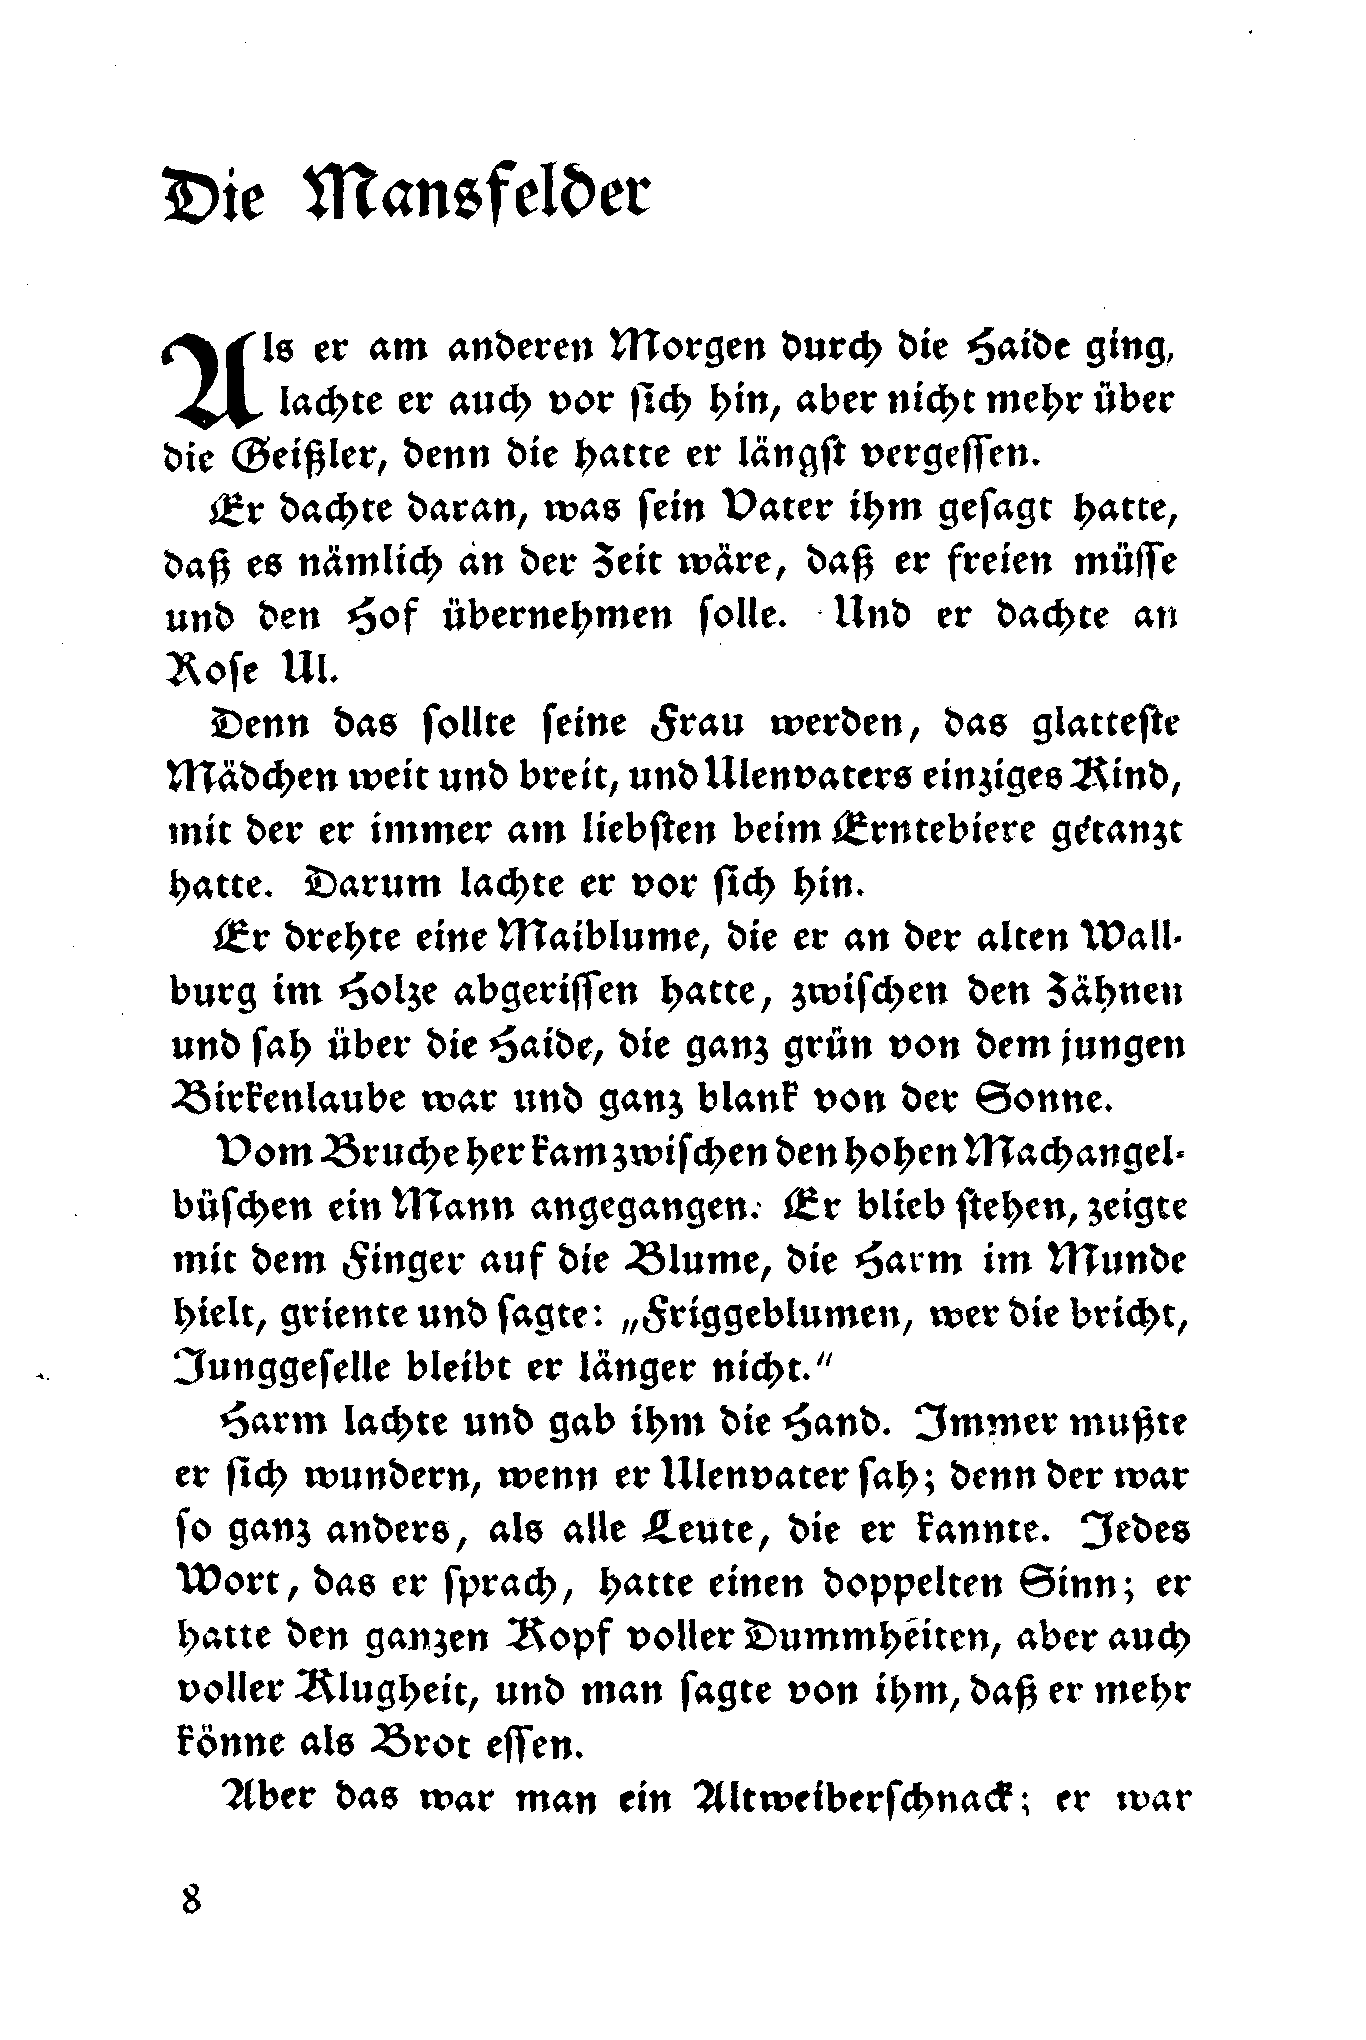 Die Mansfelder
Als er am anderen Morgen durch die Haide ging,
lachte er auch vor sich hin, aber nicht mehr über
die Geißler, denn die hatte er längst vergessen.
Er dachte daran, was sein Vater ihm gesagt hatte,
daß es nämlich an der Zeit wäre, daß er freien müsse
und den Hof übernehmen solle. Und er dachte an
Rose Ul.
Denn das sollte seine Frau werden, das glatteste
Mädchen weit und breit, und Ulenvaters einziges Kind,
mit der er immer am liebsten beim Erntebiere getanzt
hatte. Darum lachte er vor sich hin.
Er drehte eine Maiblume, die er an der alten Wall-
burg im Holze abgerissen hatte, zwischen den Zähnen
und sah über die Haide, die ganz grün von dem jungen
Birkenlaube war und ganz blank von der Sonne.
Vom Bruche her kam zwischen den hohen Machangel-
büschen ein Mann angegangen. Er blieb stehen, zeigte
mit dem Finger auf die Blume, die Harm im Munde
hielt, griente und sagte: „Friggeblumen, wer die bricht,
Junggeselle bleibt er länger nicht."
Harm lachte und gab ihm die Hand. Immer mußte
er sich wundern, wenn er Ulenvater sah; denn der war
so ganz anders, als alle Leute, die er kannte. Jedes
Wort, das er sprach, hatte einen doppelten Sinn; er
hatte den ganzen Kopf voller Dummheiten, aber auch
voller Klugheit, und man sagte von ihm, daß er mehr
könne als Brot essen.
Aber das war man ein Altweiberschnack; er war
8